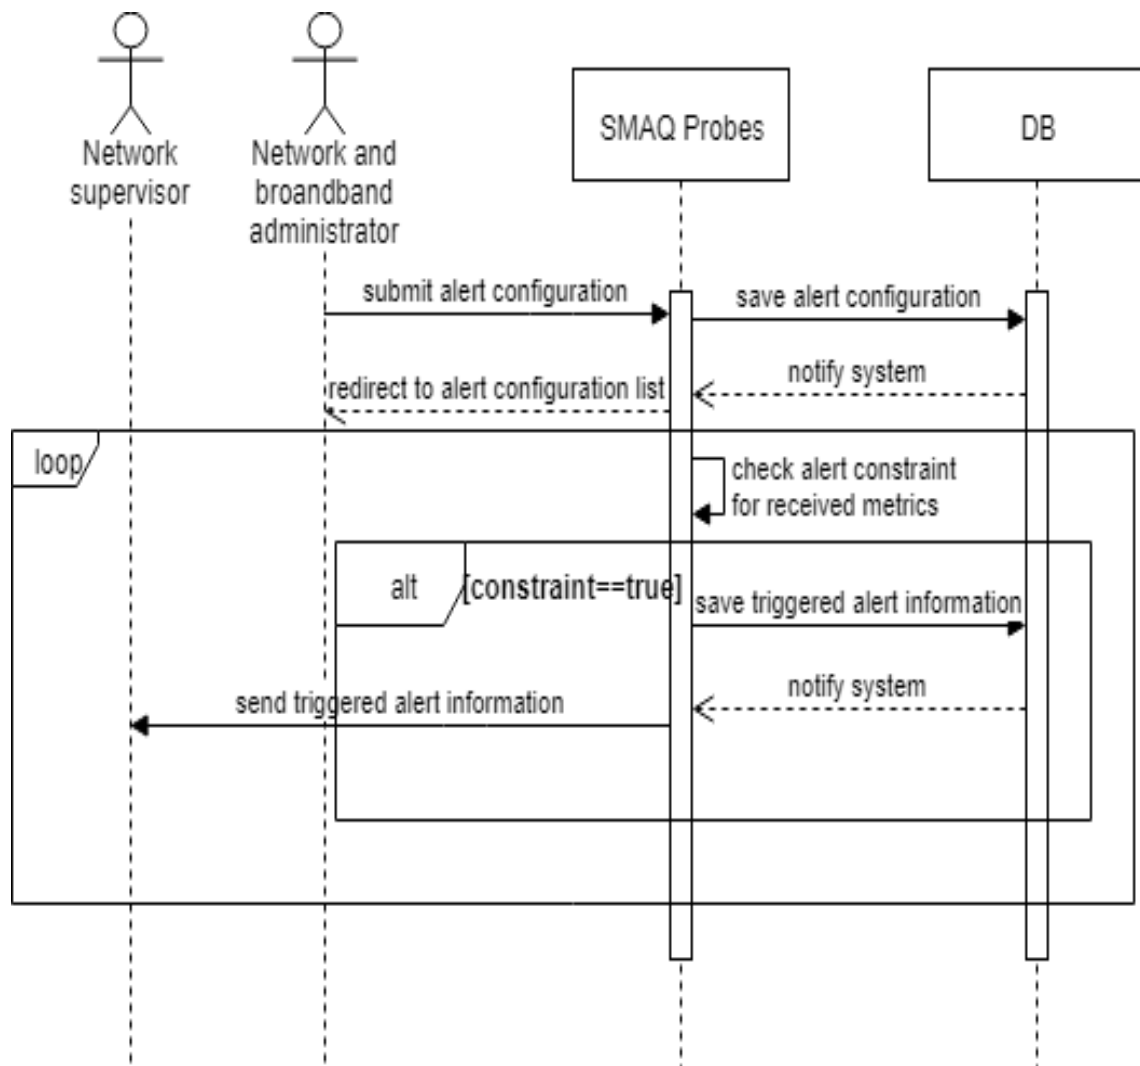 Network
supervisor
Network and
broandband
administrator
SMAQ Probes
DB
submit alert configuration
save alert configuration
notify system
redirect to alert configuration list
loop
check alert constraint
for received metrics
alt
[constraint==true]
save triggered alert information
notify system
send triggered alert information